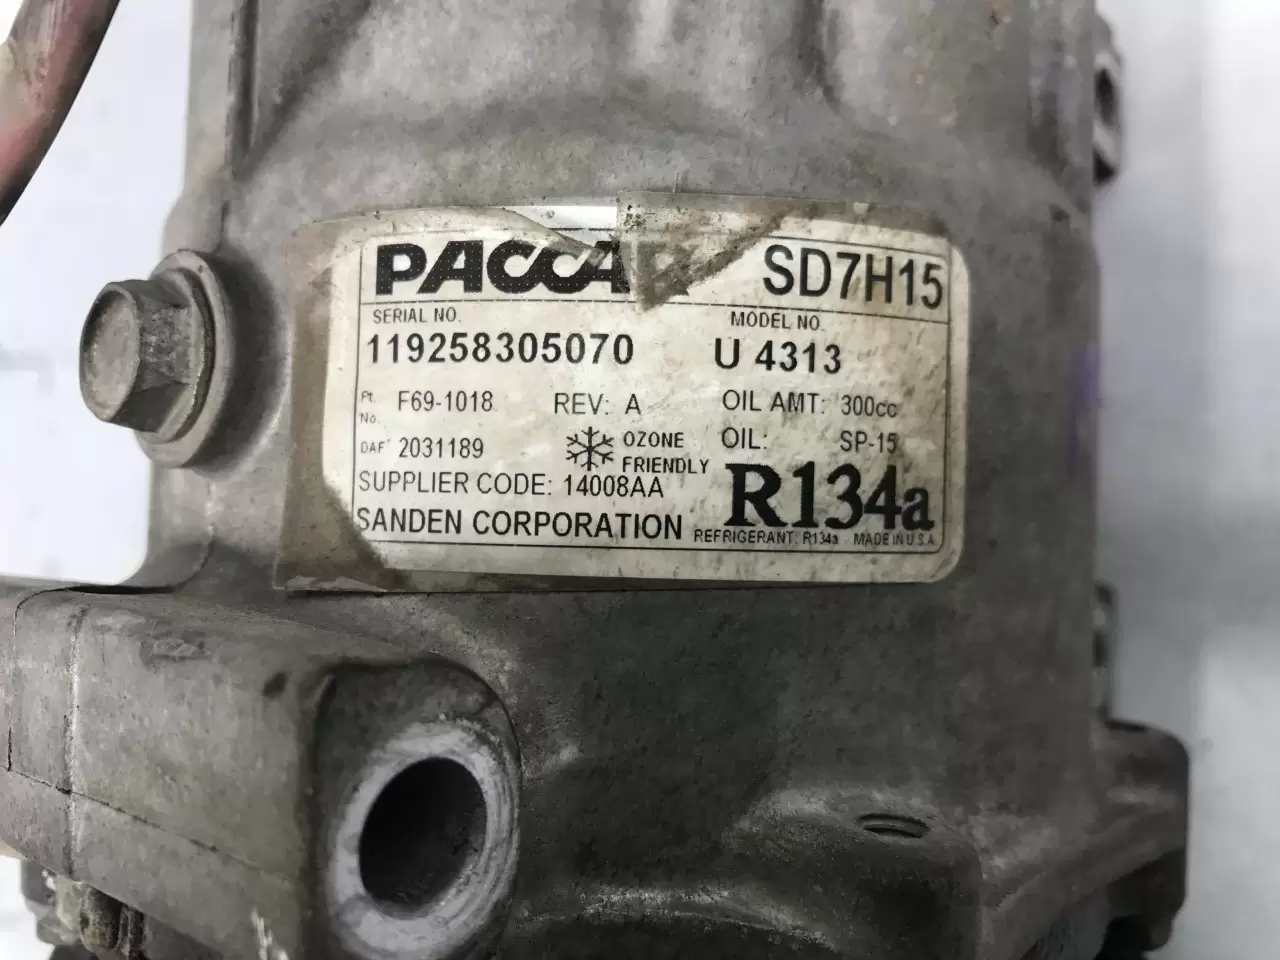 PACCAR SD7H15
SERIAL NO. MODEL NO.
119258305070 U 4313
Pt. No. F69-1018 REV: A OIL AMT: 300cc
DAF 2031189 OZONE FRIENDLY OIL: SP-15
SUPPLIER CODE: 14008AA R134a
SANDEN CORPORATION REFRIGERANT: R134a MADE IN U.S.A.